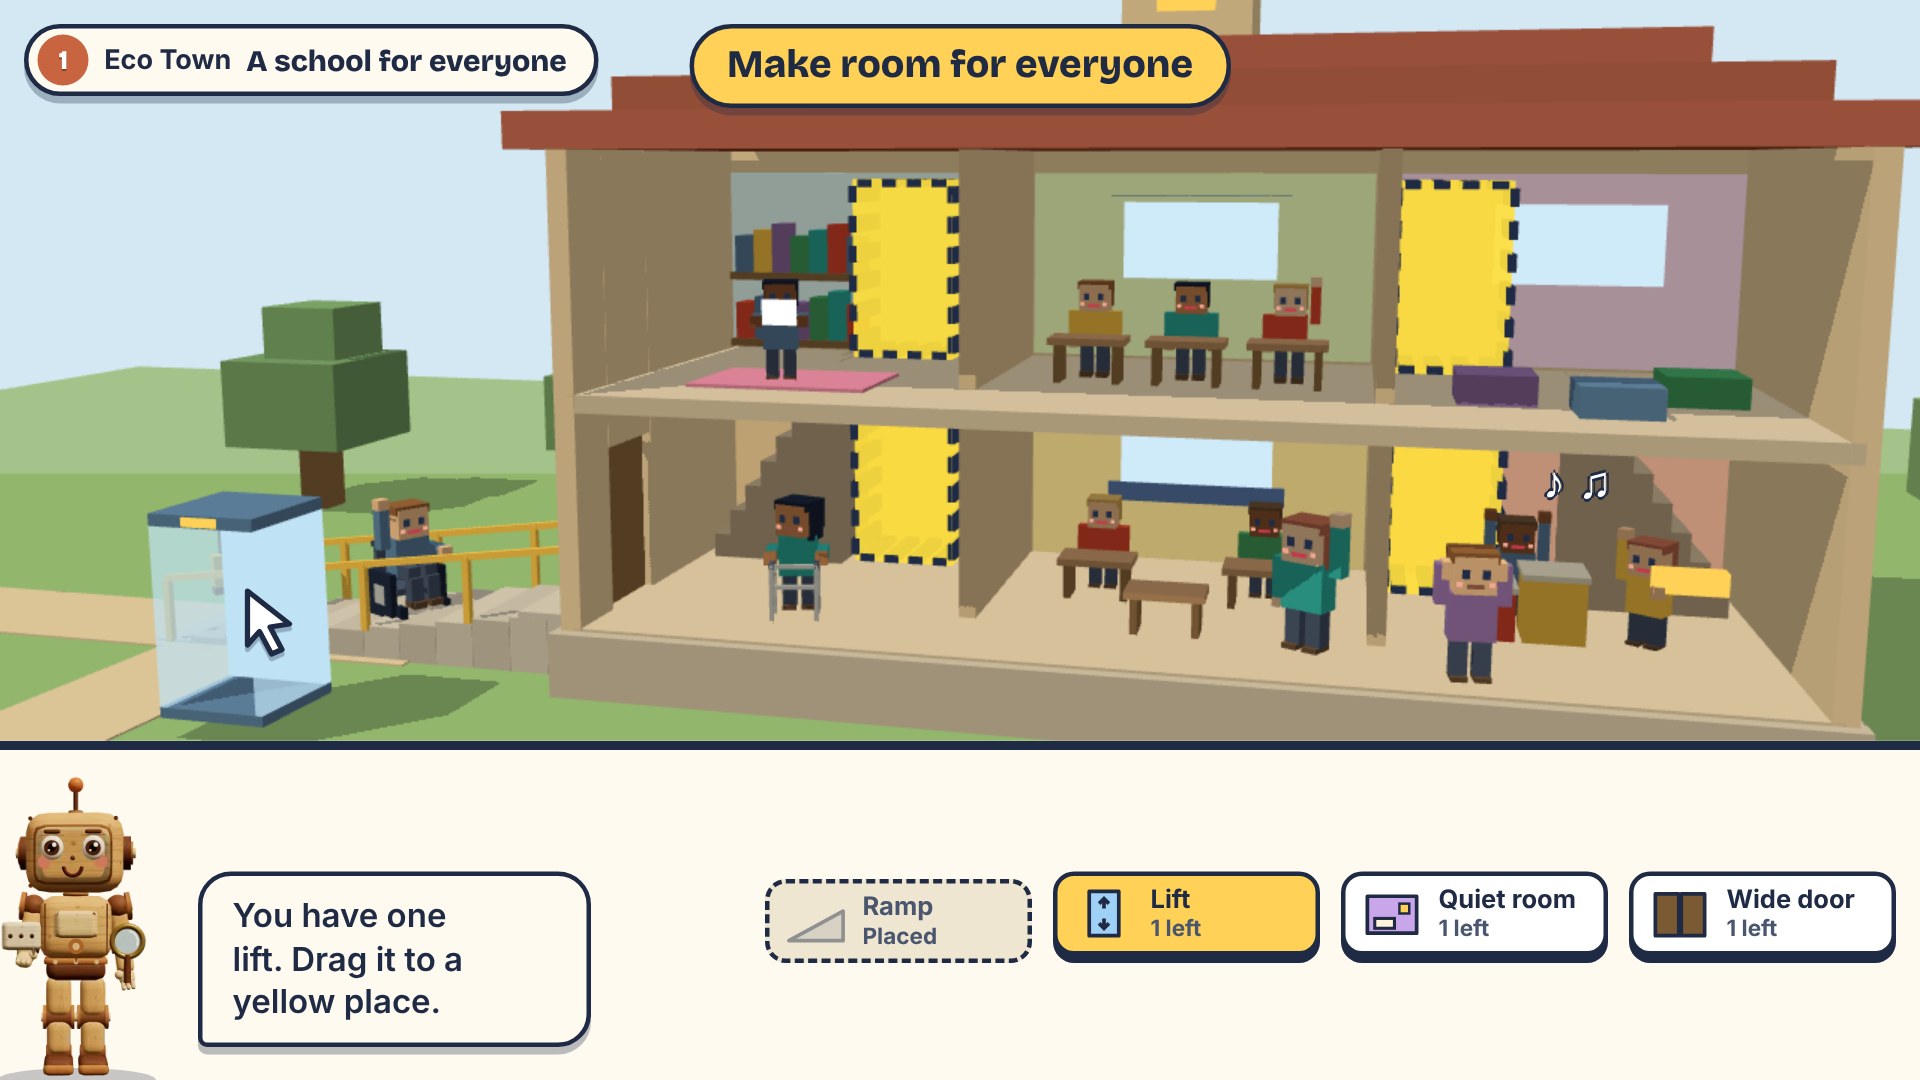 1 Eco Town A school for everyone
Make room for everyone
You have one
lift. Drag it to a
yellow place.
Ramp
Placed
Lift
1 left
Quiet room
1 left
Wide door
1 left